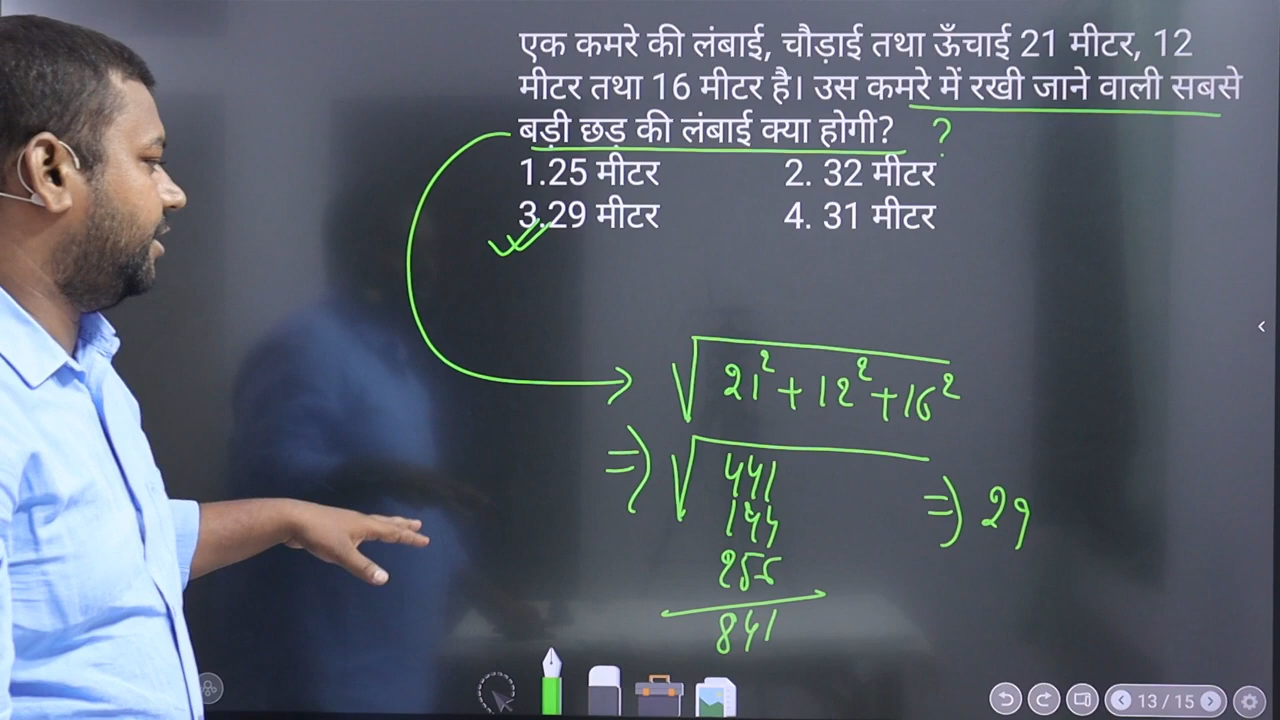 एक कमरे की लंबाई, चौड़ाई तथा ऊँचाई 21 मीटर, 12
मीटर तथा 16 मीटर है। उस कमरे में रखी जाने वाली सबसे
बड़ी छड़ की लंबाई क्या होगी? ?
1.25 मीटर 2. 32 मीटर
3.29 मीटर 4. 31 मीटर
√21² + 12² + 16²
⇒ √441
144
256
841
⇒ 29
13 / 15